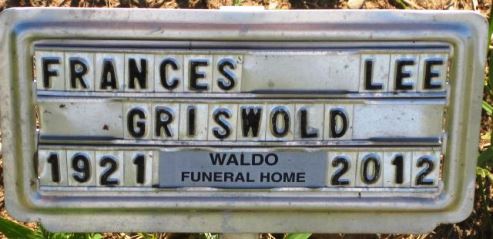 FRANCES LEE
GRISWOLD
1921 WALDO 2012
FUNERAL HOME